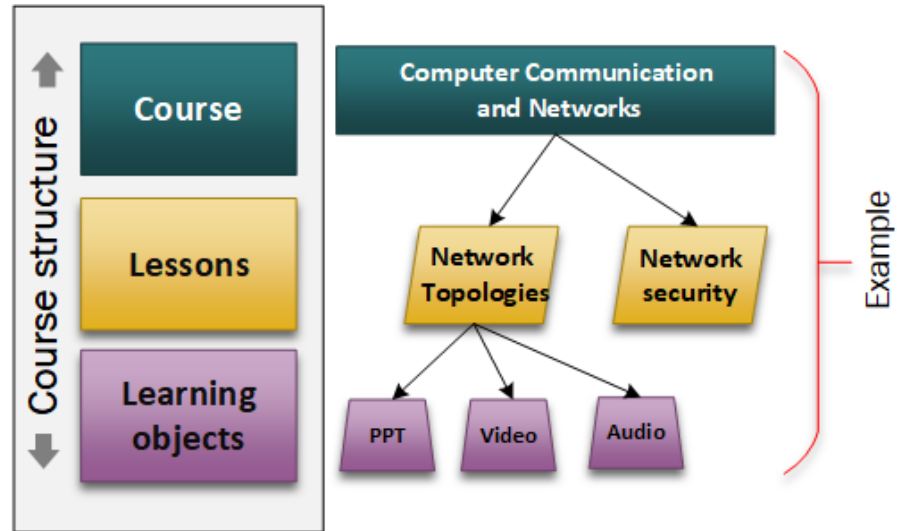 Course structure
Course
Lessons
Learning
objects
Computer Communication
and Networks
Network
Topologies
Network
security
PPT
Video
Audio
Example